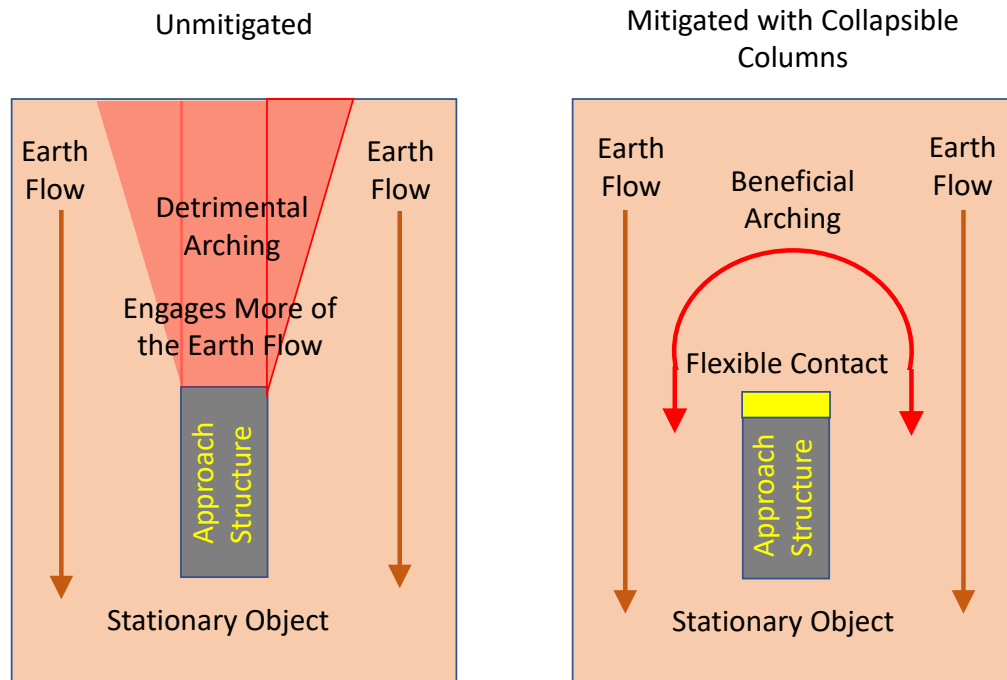 Unmitigated
Earth
Flow
Earth
Flow
Detrimental
Arching
Engages More of
the Earth Flow
Approach
Structure
Stationary Object
Mitigated with Collapsible
Columns
Earth
Flow
Earth
Flow
Beneficial
Arching
Flexible Contact
Approach
Structure
Stationary Object